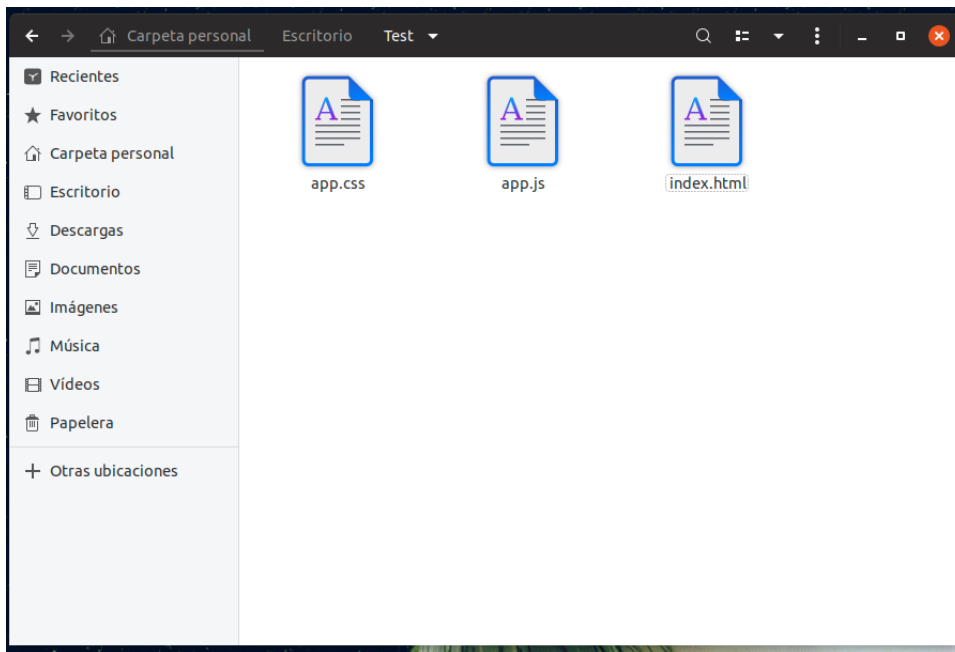 Carpeta personal Escritorio Test
Recientes
Favoritos
Carpeta personal
Escritorio
Descargas
Documentos
Imágenes
Música
Vídeos
Papelera
Otras ubicaciones
A A A
app.css app.js index.html